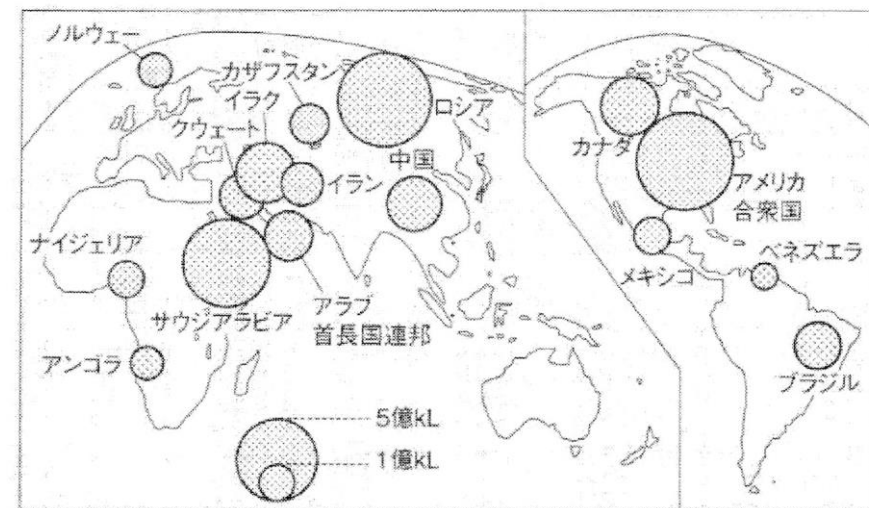 ノルウェー
カザフスタン
イラク
クウェート
ロシア
中国
イラン
ナイジェリア
サウジアラビア
アラブ
首長国連邦
アンゴラ
5億kL
1億kL
カナダ
アメリカ
合衆国
メキシコ
ベネズエラ
ブラジル